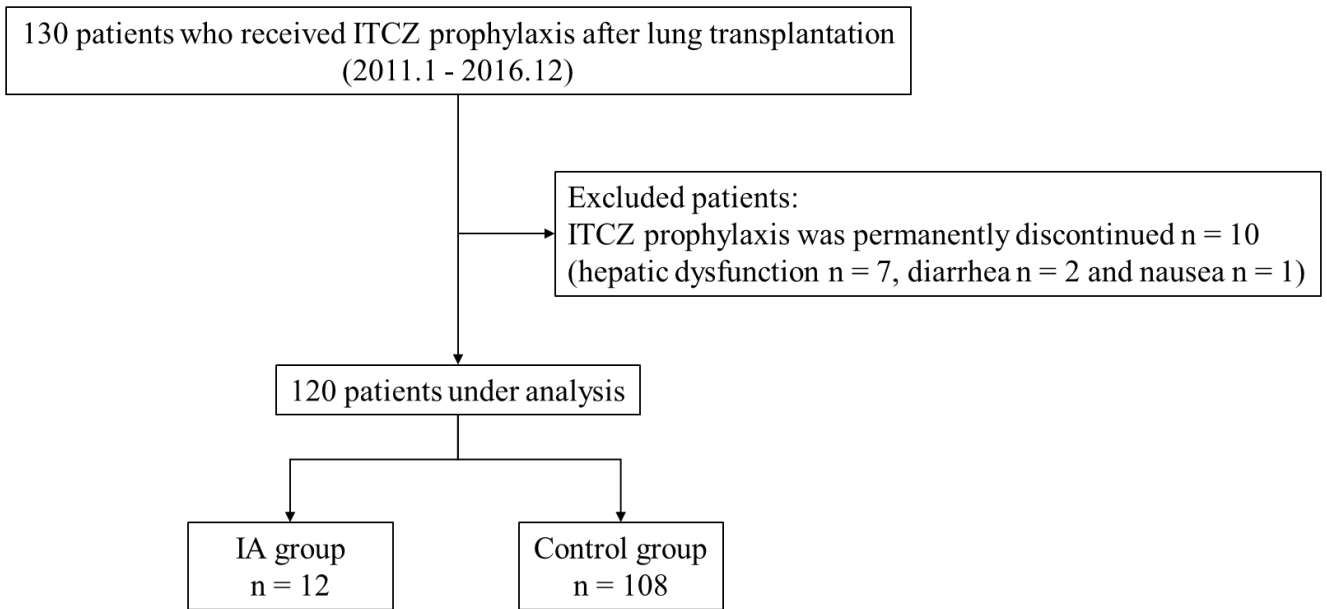 130 patients who received ITCZ prophylaxis after lung transplantation
(2011.1 - 2016.12)
Excluded patients:
ITCZ prophylaxis was permanently discontinued n = 10
(hepatic dysfunction n = 7, diarrhea n = 2 and nausea n = 1)
120 patients under analysis
IA group
n = 12
Control group
n = 108